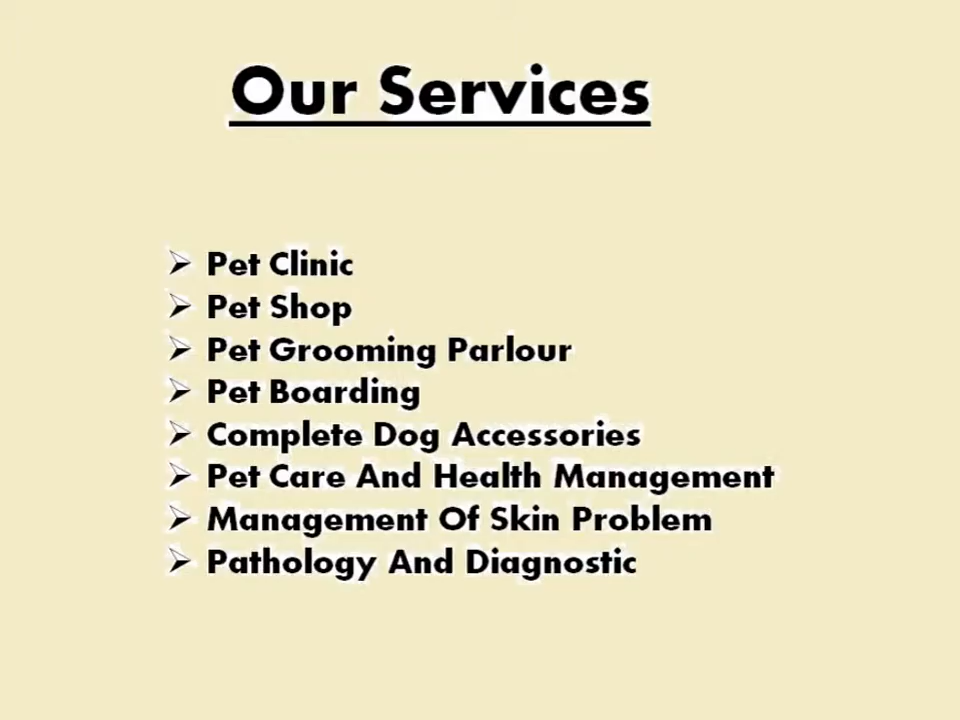 Our Services
➢ Pet Clinic
➢ Pet Shop
➢ Pet Grooming Parlour
➢ Pet Boarding
➢ Complete Dog Accessories
➢ Pet Care And Health Management
➢ Management Of Skin Problem
➢ Pathology And Diagnostic